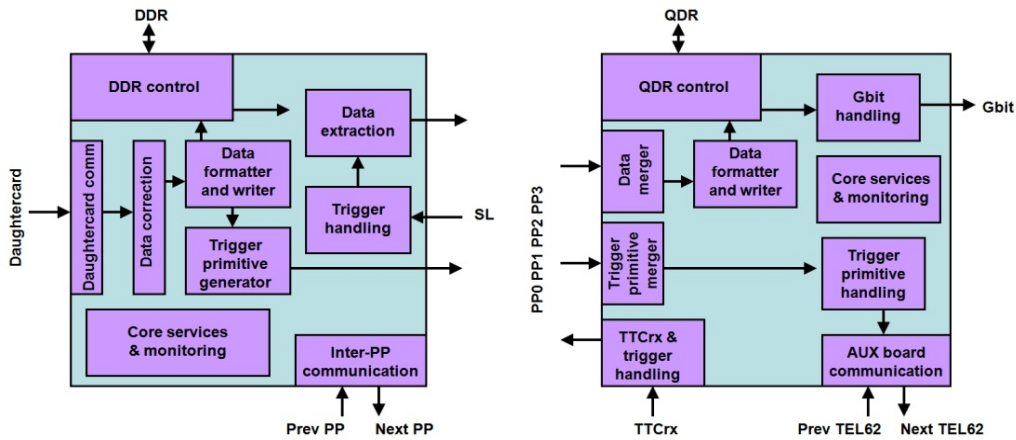 DDR
DDR control
Data
extraction
Daughtercard
Daughtercard comm
Data correction
Data
formatter
and writer
Trigger
handling
SL
Trigger
primitive
generator
Core services
& monitoring
Inter-PP
communication
Prev PP
Next PP
QDR
QDR control
Gbit
handling
Gbit
PP0 PP1 PP2 PP3
Data
merger
Data
formatter
and writer
Core services
& monitoring
Trigger
primitive
merger
Trigger
primitive
handling
TTCrx &
trigger
handling
AUX board
communication
TTCrx
Prev TEL62
Next TEL62